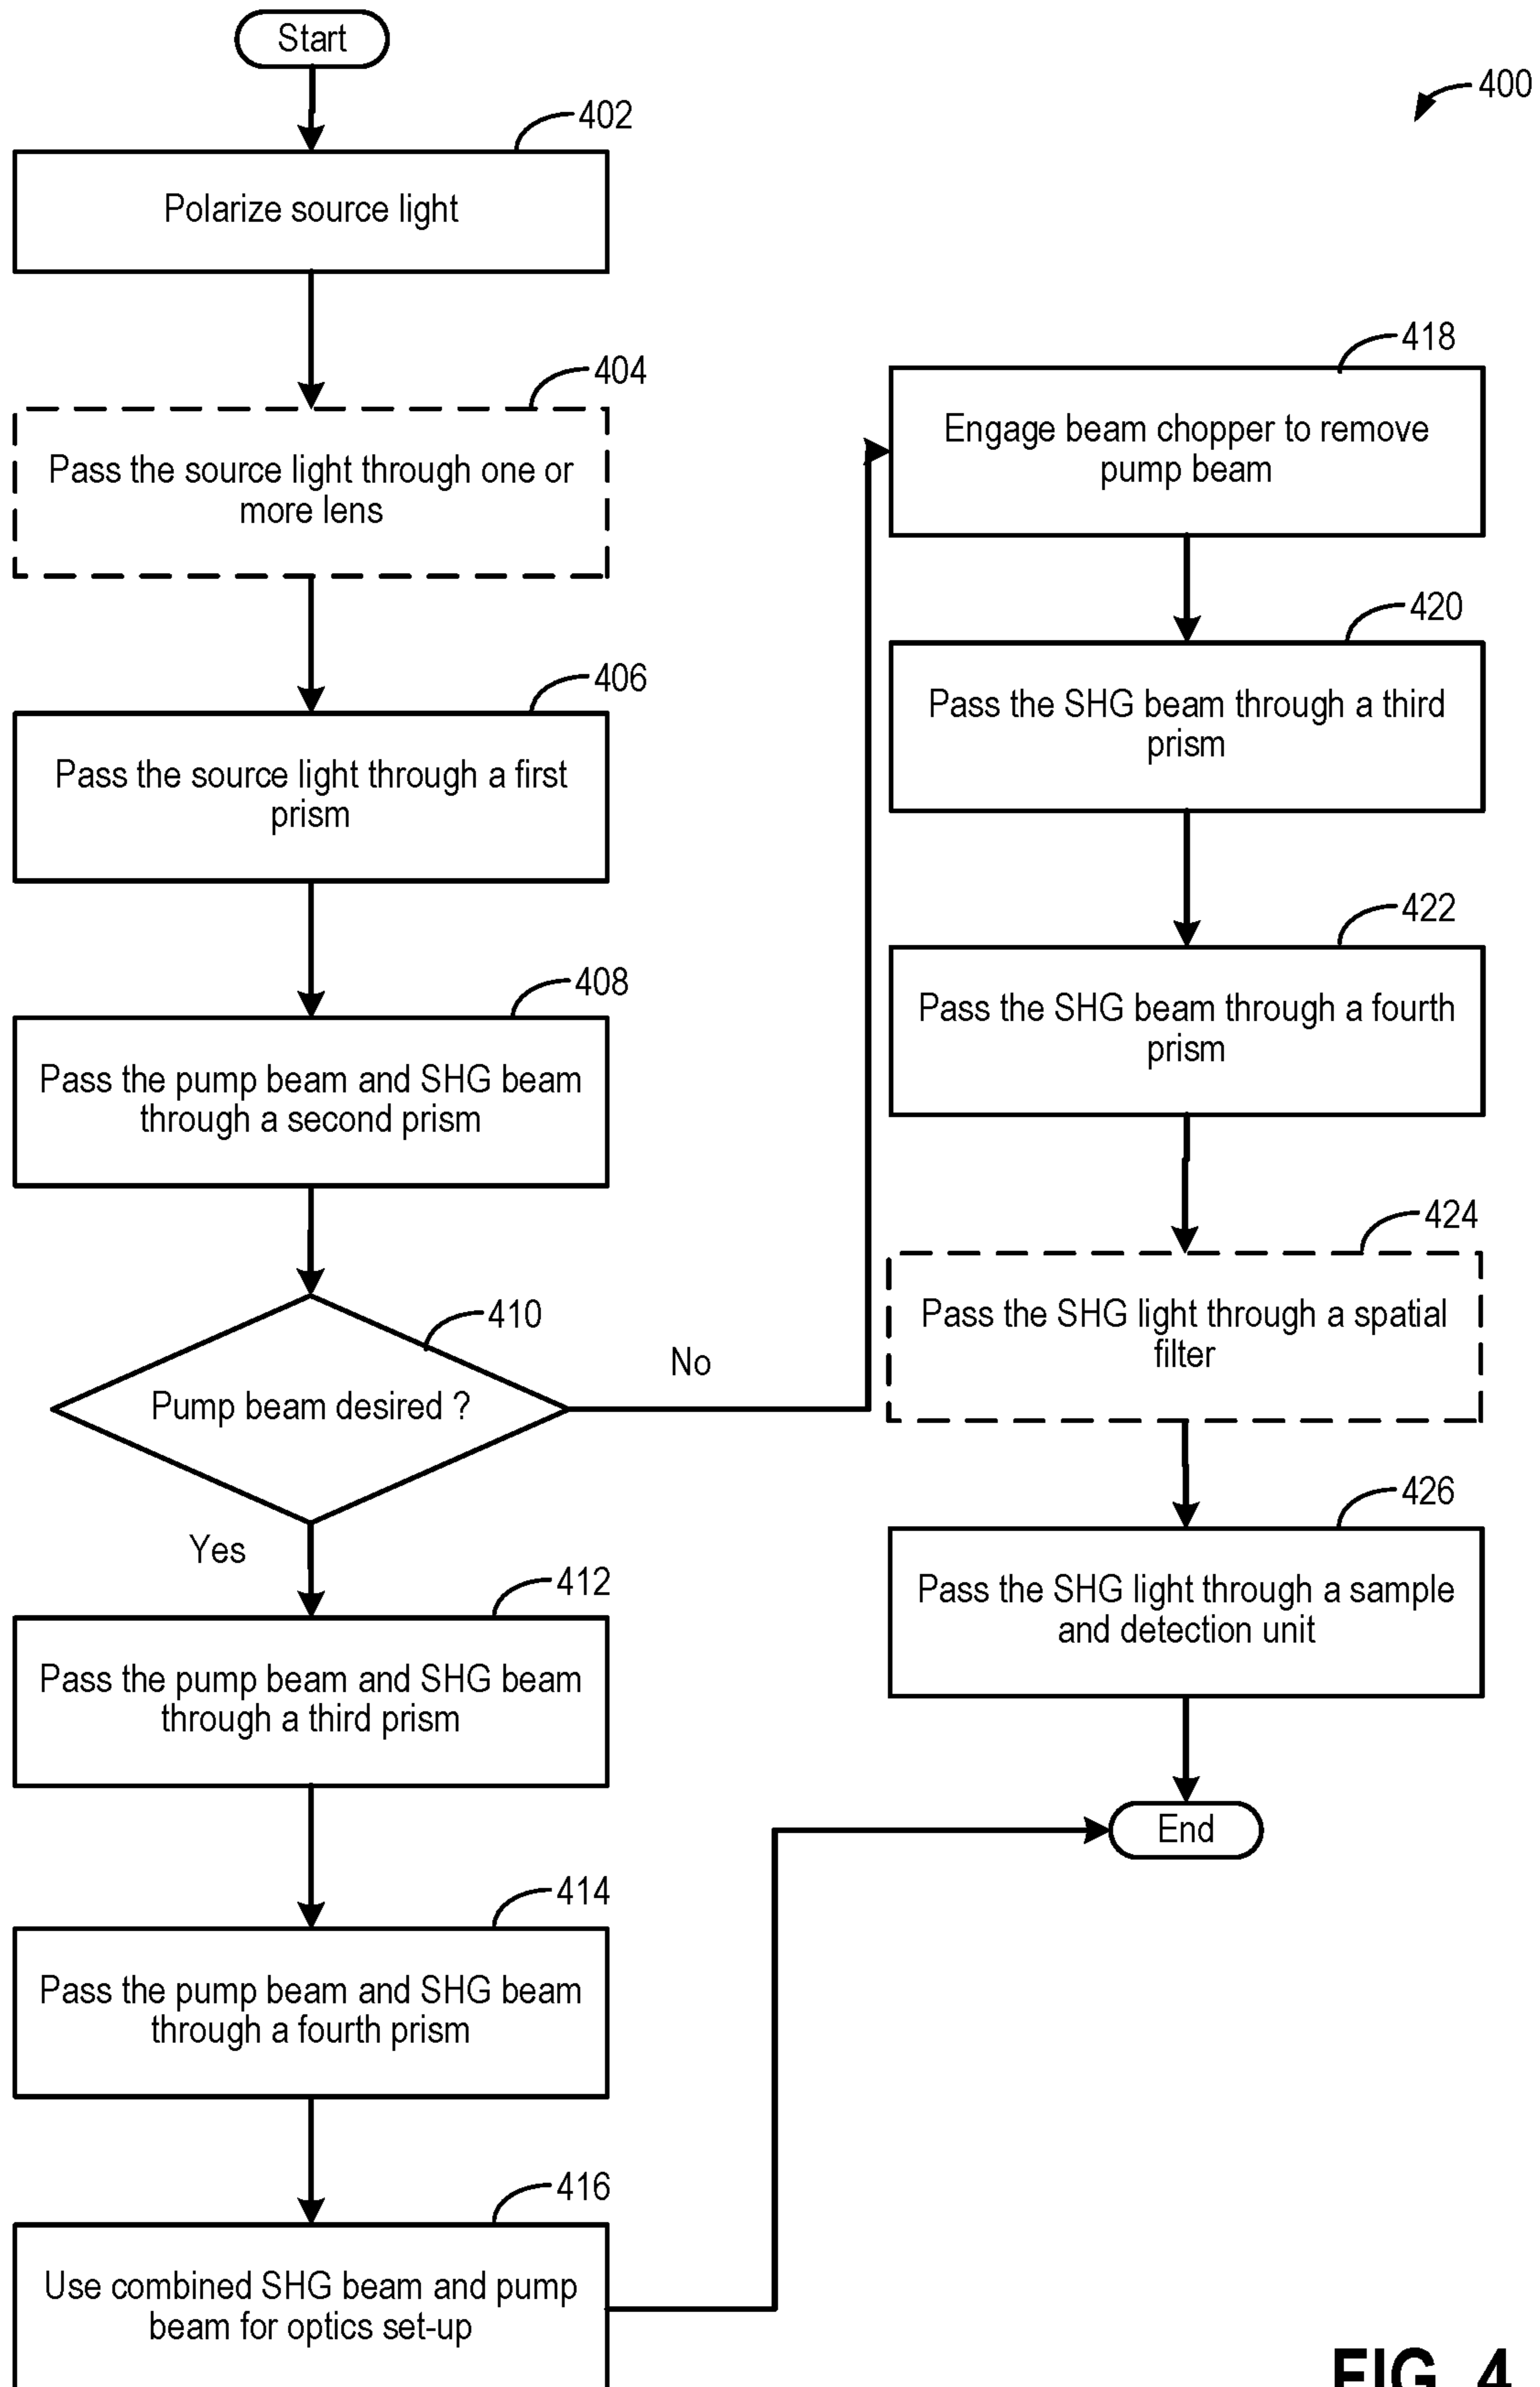 Start
400
402
Polarize source light
404
Pass the source light through one or
more lens
406
Pass the source light through a first
prism
408
Pass the pump beam and SHG beam
through a second prism
410
Pump beam desired ?
No
Yes
412
Pass the pump beam and SHG beam
through a third prism
414
Pass the pump beam and SHG beam
through a fourth prism
416
Use combined SHG beam and pump
beam for optics set-up
418
Engage beam chopper to remove
pump beam
420
Pass the SHG beam through a third
prism
422
Pass the SHG beam through a fourth
prism
424
Pass the SHG light through a spatial
filter
426
Pass the SHG light through a sample
and detection unit
End
FIG. 4